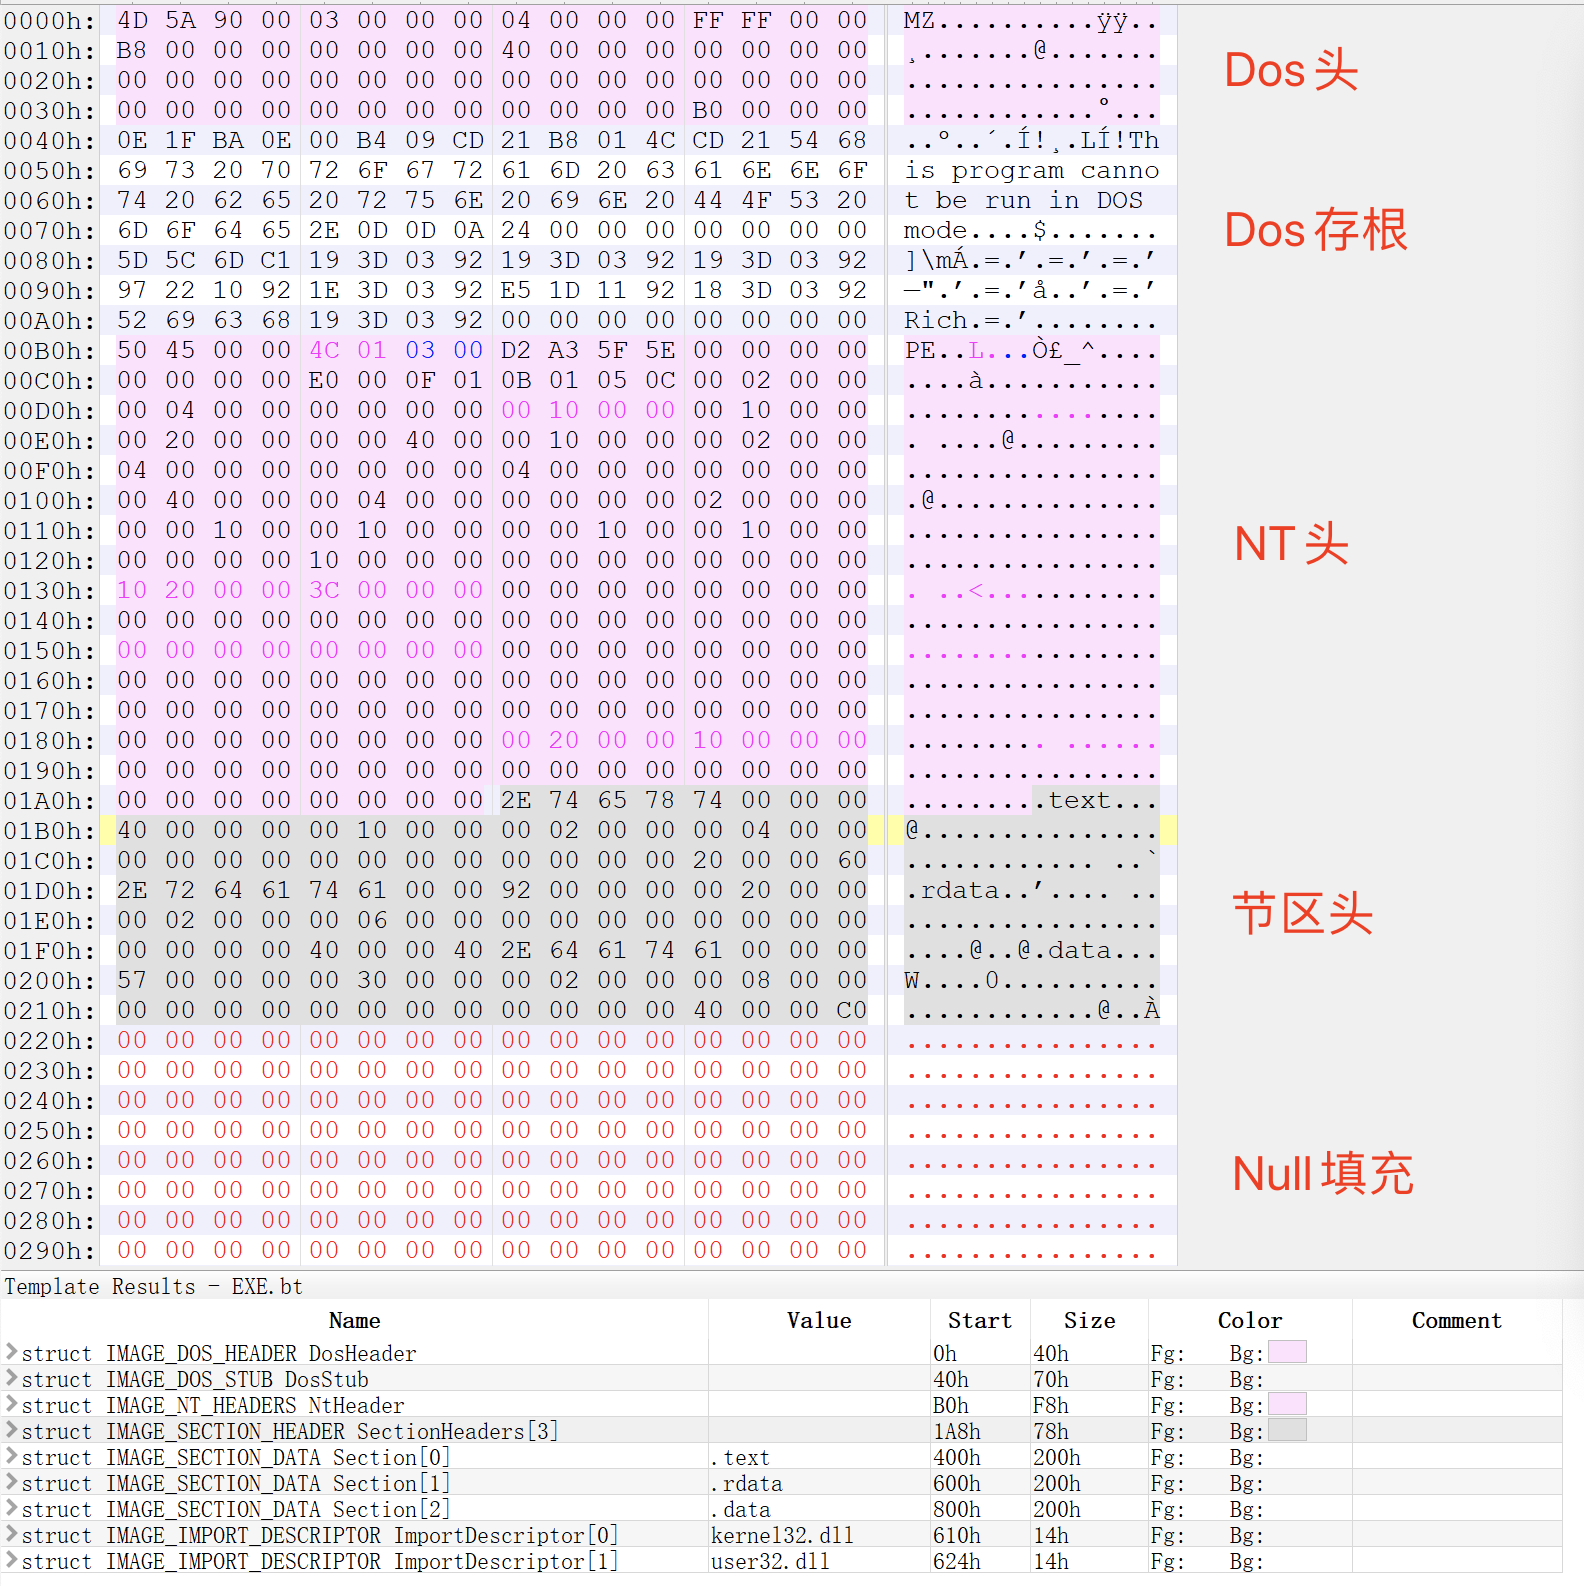 0000h: 4D 5A 90 00 03 00 00 00 04 00 00 00 FF FF 00 00 MZ..........ÿÿ..
0010h: B8 00 00 00 00 00 00 00 40 00 00 00 00 00 00 00 ¸.......@.......
Dos头
0020h: 00 00 00 00 00 00 00 00 00 00 00 00 00 00 00 00 ................
0030h: 00 00 00 00 00 00 00 00 00 00 00 00 B0 00 00 00 ............°...
0040h: 0E 1F BA 0E 00 B4 09 CD 21 B8 01 4C CD 21 54 68 ..º..´.Í!¸.LÍ!Th
0050h: 69 73 20 70 72 6F 67 72 61 6D 20 63 61 6E 6E 6F is program canno
0060h: 74 20 62 65 20 72 75 6E 20 69 6E 20 44 4F 53 20 t be run in DOS
0070h: 6D 6F 64 65 2E 0D 0D 0A 24 00 00 00 00 00 00 00 mode....$.......
Dos存根
0080h: 5D 5C 6D C1 19 3D 03 92 19 3D 03 92 19 3D 03 92 ]\mÁ.=.’.=.’.=.’
0090h: 97 22 10 92 1E 3D 03 92 E5 1D 11 92 18 3D 03 92 —".’.=.’å..’.=.’
00A0h: 52 69 63 68 19 3D 03 92 00 00 00 00 00 00 00 00 Rich.=.’........
00B0h: 50 45 00 00 4C 01 03 00 D2 A3 5F 5E 00 00 00 00 PE..L...Ò£_^....
00C0h: 00 00 00 00 E0 00 0F 01 0B 01 05 0C 00 02 00 00 ....à...........
00D0h: 00 04 00 00 00 00 00 00 00 10 00 00 00 10 00 00 ................
00E0h: 00 20 00 00 00 00 40 00 00 10 00 00 00 02 00 00 . ....@.........
00F0h: 04 00 00 00 00 00 00 00 04 00 00 00 00 00 00 00 ................
0100h: 00 40 00 00 00 04 00 00 00 00 00 00 02 00 00 00 .@..............
0110h: 00 00 10 00 00 10 00 00 00 00 10 00 00 10 00 00 ................
NT头
0120h: 00 00 00 00 10 00 00 00 00 00 00 00 00 00 00 00 ................
0130h: 10 20 00 00 3C 00 00 00 00 00 00 00 00 00 00 00 . ..<...........
0140h: 00 00 00 00 00 00 00 00 00 00 00 00 00 00 00 00 ................
0150h: 00 00 00 00 00 00 00 00 00 00 00 00 00 00 00 00 ................
0160h: 00 00 00 00 00 00 00 00 00 00 00 00 00 00 00 00 ................
0170h: 00 00 00 00 00 00 00 00 00 00 00 00 00 00 00 00 ................
0180h: 00 00 00 00 00 00 00 00 00 20 00 00 10 00 00 00 ......... ......
0190h: 00 00 00 00 00 00 00 00 00 00 00 00 00 00 00 00 ................
01A0h: 00 00 00 00 00 00 00 00 2E 74 65 78 74 00 00 00 .........text...
01B0h: 40 00 00 00 00 10 00 00 00 02 00 00 00 04 00 00 @...............
01C0h: 00 00 00 00 00 00 00 00 00 00 00 00 20 00 00 60 ............ ..`
01D0h: 2E 72 64 61 74 61 00 00 92 00 00 00 00 20 00 00 .rdata..’.... ..
01E0h: 00 02 00 00 00 06 00 00 00 00 00 00 00 00 00 00 ................
节区头
01F0h: 00 00 00 00 40 00 00 40 2E 64 61 74 61 00 00 00 ....@..@.data...
0200h: 57 00 00 00 00 30 00 00 00 02 00 00 00 08 00 00 W....0..........
0210h: 00 00 00 00 00 00 00 00 00 00 00 00 40 00 00 C0 ............@..À
0220h: 00 00 00 00 00 00 00 00 00 00 00 00 00 00 00 00 ................
0230h: 00 00 00 00 00 00 00 00 00 00 00 00 00 00 00 00 ................
0240h: 00 00 00 00 00 00 00 00 00 00 00 00 00 00 00 00 ................
0250h: 00 00 00 00 00 00 00 00 00 00 00 00 00 00 00 00 ................
0260h: 00 00 00 00 00 00 00 00 00 00 00 00 00 00 00 00 ................
Null填充
0270h: 00 00 00 00 00 00 00 00 00 00 00 00 00 00 00 00 ................
0280h: 00 00 00 00 00 00 00 00 00 00 00 00 00 00 00 00 ................
0290h: 00 00 00 00 00 00 00 00 00 00 00 00 00 00 00 00 ................
Template Results - EXE.bt
Name Value Start Size Color Comment
struct IMAGE_DOS_HEADER DosHeader 0h 40h Fg: Bg:
struct IMAGE_DOS_STUB DosStub 40h 70h Fg: Bg:
struct IMAGE_NT_HEADERS NtHeader B0h F8h Fg: Bg:
struct IMAGE_SECTION_HEADER SectionHeaders[3] 1A8h 78h Fg: Bg:
struct IMAGE_SECTION_DATA Section[0] .text 400h 200h Fg: Bg:
struct IMAGE_SECTION_DATA Section[1] .rdata 600h 200h Fg: Bg:
struct IMAGE_SECTION_DATA Section[2] .data 800h 200h Fg: Bg:
struct IMAGE_IMPORT_DESCRIPTOR ImportDescriptor[0] kernel32.dll 610h 14h Fg: Bg:
struct IMAGE_IMPORT_DESCRIPTOR ImportDescriptor[1] user32.dll 624h 14h Fg: Bg: